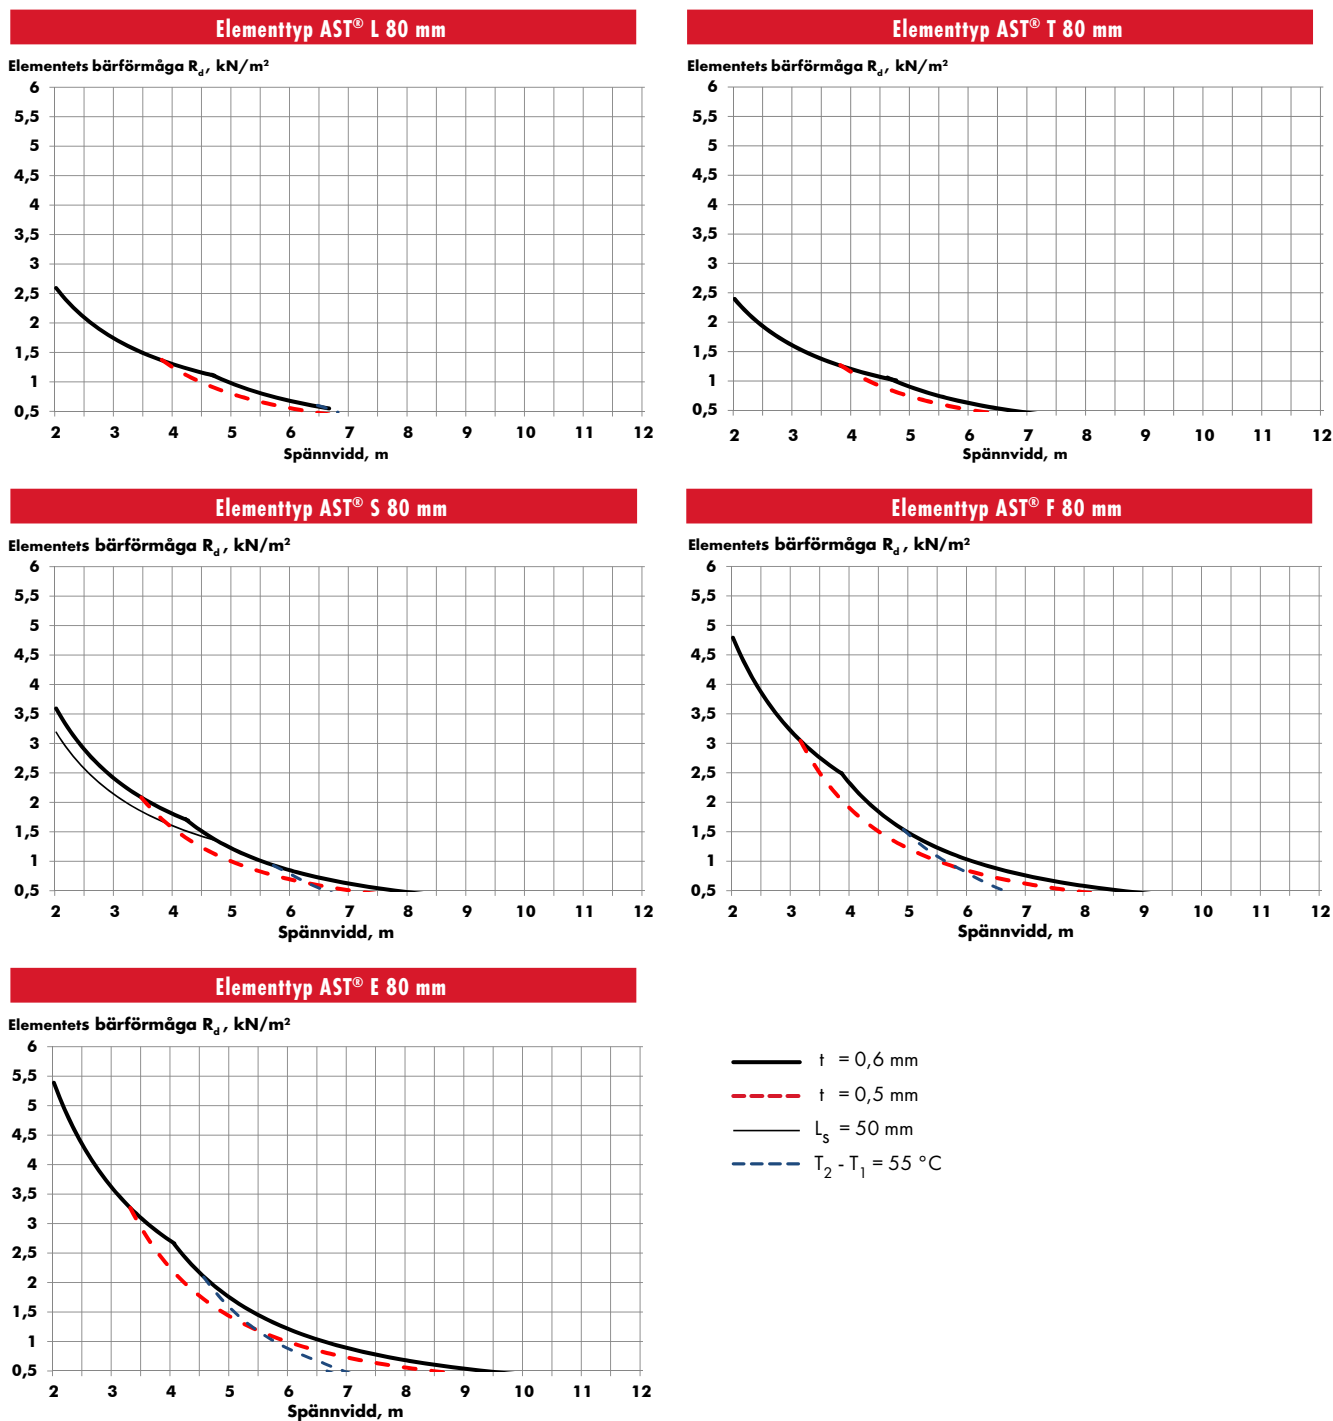 Elementtyp AST® L 80 mm
Elementets bärförmåga R_d, kN/m²
6
5,5
5
4,5
4
3,5
3
2,5
2
1,5
1
0,5
2 3 4 5 6 7 8 9 10 11 12
Spännvidd, m
Elementtyp AST® T 80 mm
Elementets bärförmåga R_d, kN/m²
6
5,5
5
4,5
4
3,5
3
2,5
2
1,5
1
0,5
2 3 4 5 6 7 8 9 10 11 12
Spännvidd, m
Elementtyp AST® S 80 mm
Elementets bärförmåga R_d, kN/m²
6
5,5
5
4,5
4
3,5
3
2,5
2
1,5
1
0,5
2 3 4 5 6 7 8 9 10 11 12
Spännvidd, m
Elementtyp AST® F 80 mm
Elementets bärförmåga R_d, kN/m²
6
5,5
5
4,5
4
3,5
3
2,5
2
1,5
1
0,5
2 3 4 5 6 7 8 9 10 11 12
Spännvidd, m
Elementtyp AST® E 80 mm
Elementets bärförmåga R_d, kN/m²
6
5,5
5
4,5
4
3,5
3
2,5
2
1,5
1
0,5
2 3 4 5 6 7 8 9 10 11 12
Spännvidd, m
t = 0,6 mm
t = 0,5 mm
L_S = 50 mm
T_2 - T_1 = 55 °C